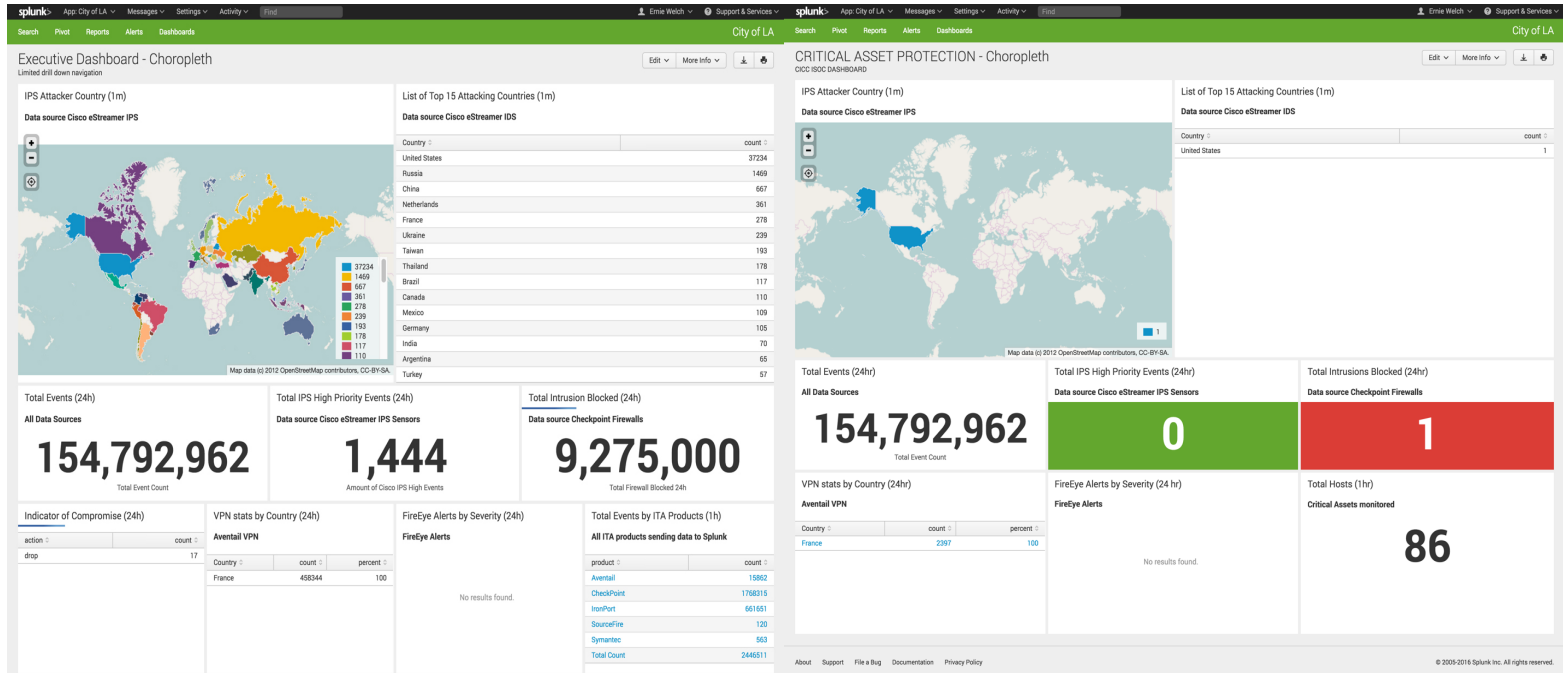 splunk> App: City of LA Messages Settings Activity Find Ernie Welch Support & Services
Search Pivot Reports Alerts Dashboards City of LA
Executive Dashboard - Choropleth Edit More Info
Limited drill down navigation
IPS Attacker Country (1m)
Data source Cisco eStreamer IPS
+
-
37234
1469
667
361
278
239
193
178
117
110
Map data (c) 2012 OpenStreetMap contributors, CC-BY-SA.
List of Top 15 Attacking Countries (1m)
Data source Cisco eStreamer IDS
Country count
United States 37234
Russia 1469
China 667
Netherlands 361
France 278
Ukraine 239
Taiwan 193
Thailand 178
Brazil 117
Canada 110
Mexico 109
Germany 105
India 70
Argentina 65
Turkey 57
Total Events (24h)
All Data Sources
154,792,962
Total Event Count
Total IPS High Priority Events (24h)
Data source Cisco eStreamer IPS Sensors
1,444
Amount of Cisco IPS High Events
Total Intrusion Blocked (24h)
Data source Checkpoint Firewalls
9,275,000
Total Firewall Blocked 24h
Indicator of Compromise (24h)
action count
drop 17
VPN stats by Country (24h)
Aventail VPN
Country count percent
France 458344 100
FireEye Alerts by Severity (24h)
FireEye Alerts
No results found.
Total Events by ITA Products (1h)
All ITA products sending data to Splunk
product count
Aventail 15862
CheckPoint 1768315
IronPort 661651
SourceFire 120
Symantec 563
Total Count 2446511
splunk> App: City of LA Messages Settings Activity Find Ernie Welch Support & Services
Search Pivot Reports Alerts Dashboards City of LA
CRITICAL ASSET PROTECTION - Choropleth Edit More Info
CICC ISOC DASHBOARD
IPS Attacker Country (1m)
Data source Cisco eStreamer IPS
+
-
1
Map data (c) 2012 OpenStreetMap contributors, CC-BY-SA.
List of Top 15 Attacking Countries (1m)
Data source Cisco eStreamer IDS
Country count
United States 1
Total Events (24hr)
All Data Sources
154,792,962
Total Event Count
Total IPS High Priority Events (24hr)
Data source Cisco eStreamer IPS Sensors
0
Total Intrusions Blocked (24hr)
Data source Checkpoint Firewalls
1
VPN stats by Country (24hr)
Aventail VPN
Country count percent
France 2397 100
FireEye Alerts by Severity (24 hr)
FireEye Alerts
No results found.
Total Hosts (1hr)
Critical Assets monitored
86
About Support File a Bug Documentation Privacy Policy © 2005-2016 Splunk Inc. All rights reserved.